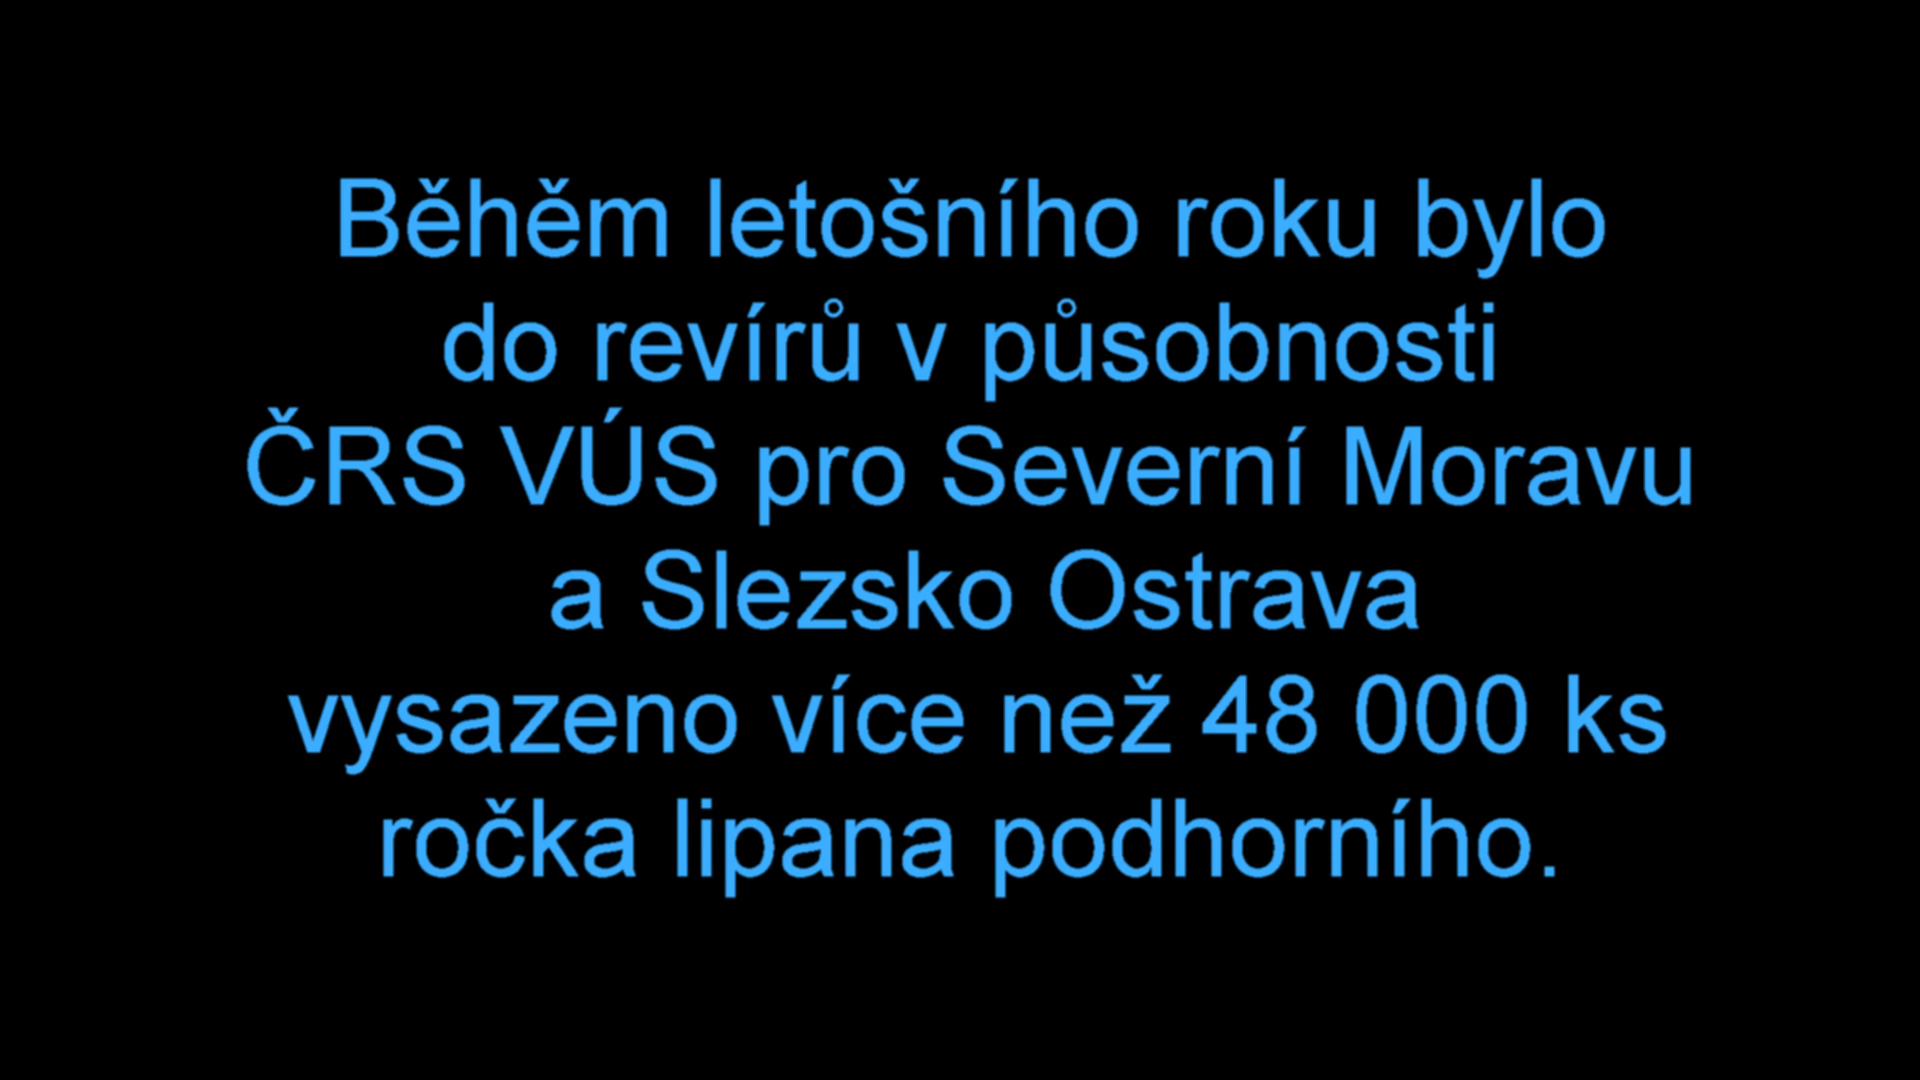 Během letošního roku bylo
do revírů v působnosti
ČRS VÚS pro Severní Moravu
a Slezsko Ostrava
vysazeno více než 48 000 ks
ročka lipana podhorního.